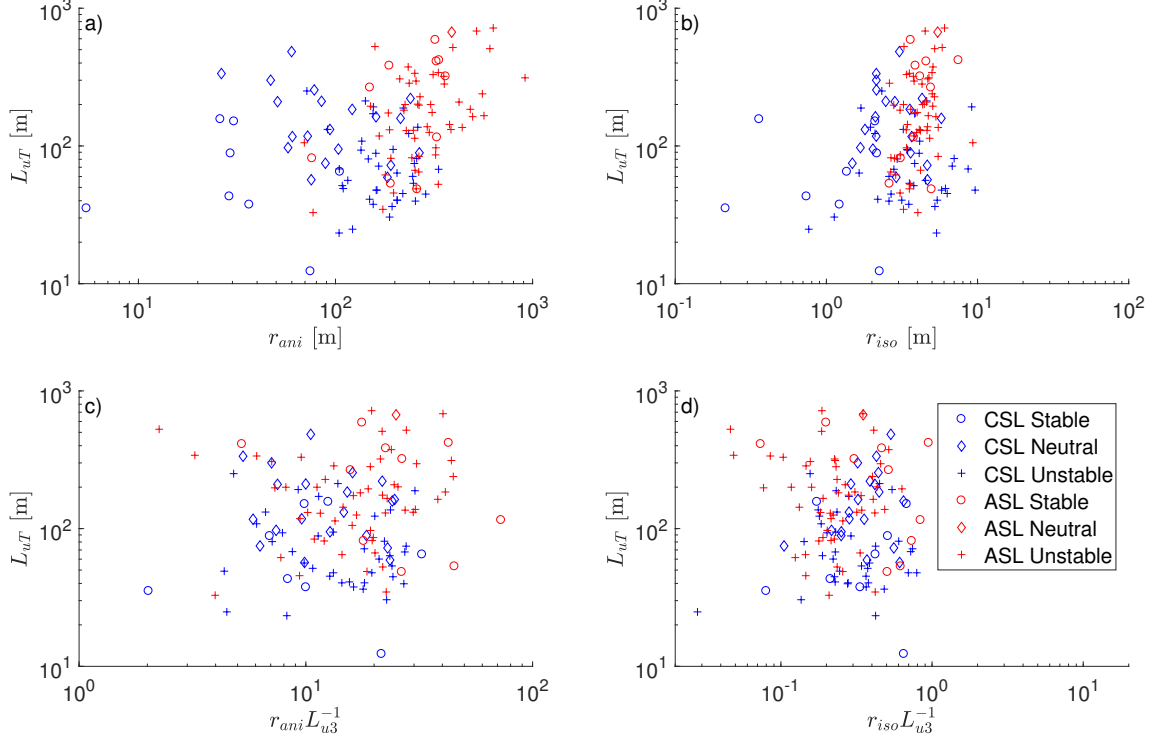 a)
10^3
10^2
10^1
L_{uT} [m]
10^1 10^2 10^3
r_{ani} [m]
b)
10^3
10^2
10^1
L_{uT} [m]
10^{-1} 10^0 10^1 10^2
r_{iso} [m]
c)
10^3
10^2
10^1
L_{uT} [m]
10^0 10^1 10^2
r_{ani}L_{u3}^{-1}
d)
10^3
10^2
10^1
L_{uT} [m]
10^{-1} 10^0 10^1
r_{iso}L_{u3}^{-1}
CSL Stable
CSL Neutral
CSL Unstable
ASL Stable
ASL Neutral
ASL Unstable